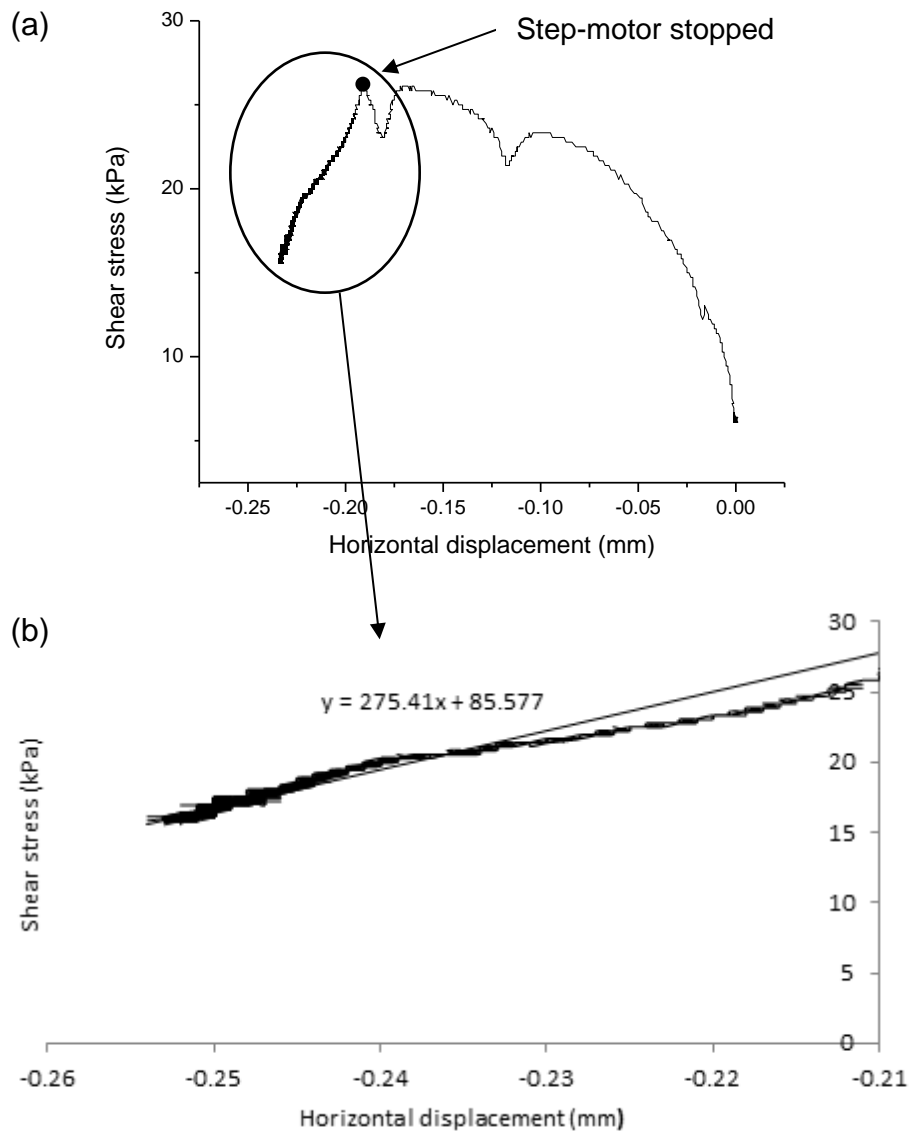 (a)
Step-motor stopped
30
20
10
Shear stress (kPa)
-0.25 -0.20 -0.15 -0.10 -0.05 0.00
Horizontal displacement (mm)
(b)
y = 275.41x + 85.577
30
25
20
15
10
5
0
Shear stress (kPa)
-0.26 -0.25 -0.24 -0.23 -0.22 -0.21
Horizontal displacement (mm)